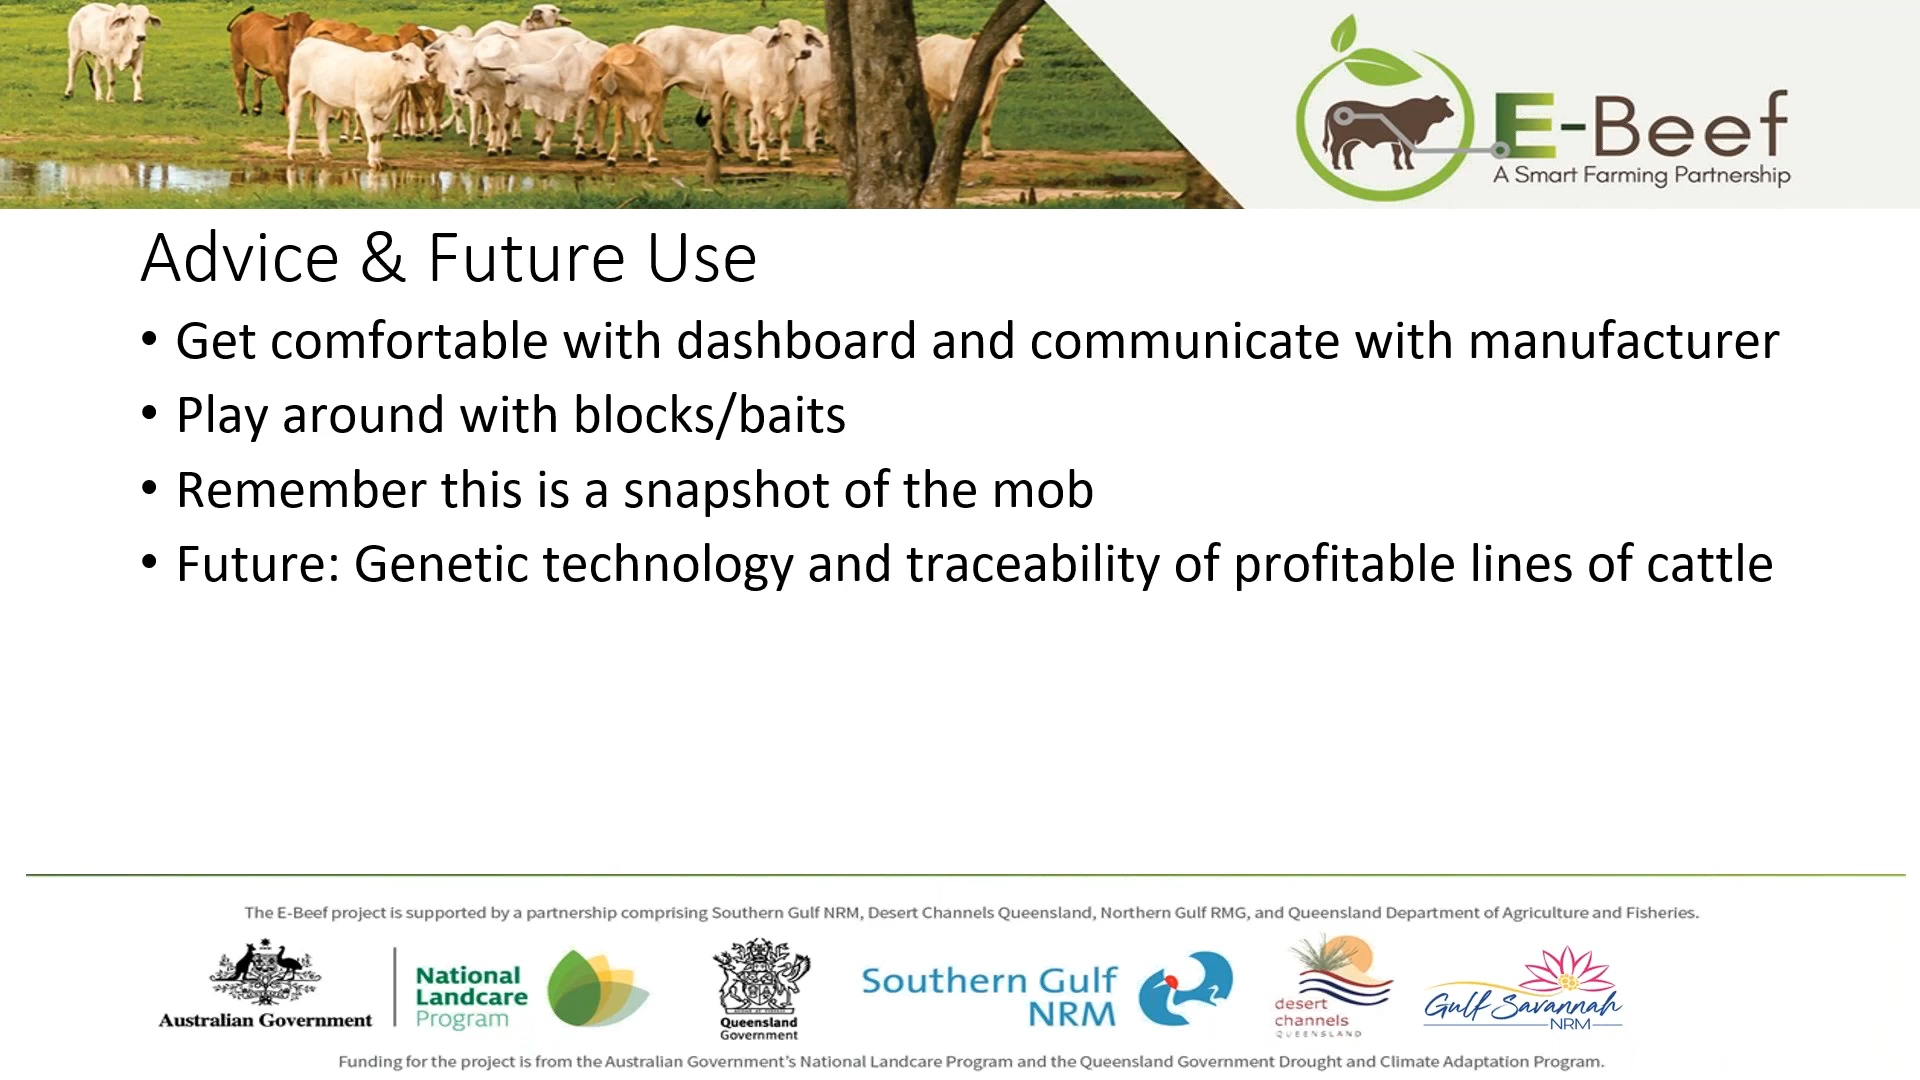 E-Beef
A Smart Farming Partnership
Advice & Future Use
• Get comfortable with dashboard and communicate with manufacturer
• Play around with blocks/baits
• Remember this is a snapshot of the mob
• Future: Genetic technology and traceability of profitable lines of cattle
The E-Beef project is supported by a partnership comprising Southern Gulf NRM, Desert Channels Queensland, Northern Gulf RMG, and Queensland Department of Agriculture and Fisheries.
Australian Government
National
Landcare
Program
Queensland
Government
Southern Gulf
NRM
desert
channels
QUEENSLAND
Gulf Savannah
NRM
Funding for the project is from the Australian Government's National Landcare Program and the Queensland Government Drought and Climate Adaptation Program.